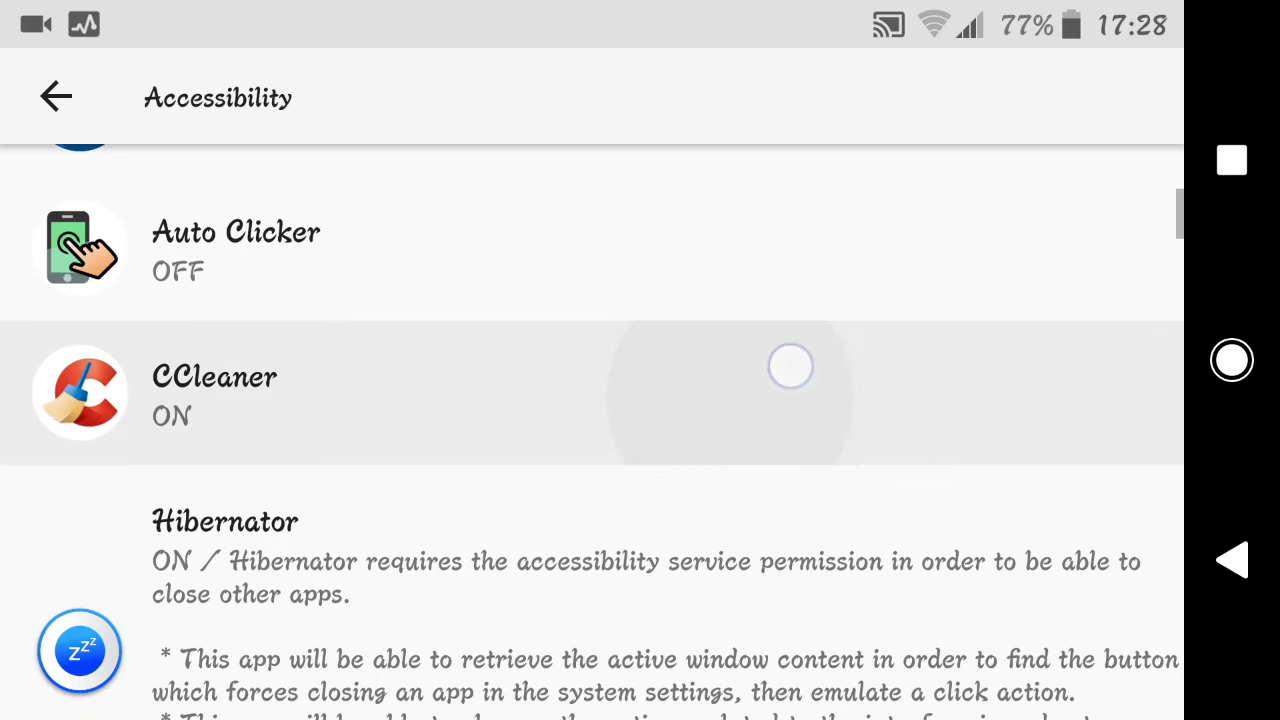 77% 17:28
Accessibility
Auto Clicker
OFF
CCleaner
ON
Hibernator
ON / Hibernator requires the accessibility service permission in order to be able to
close other apps.
zzz
* This app will be able to retrieve the active window content in order to find the button
which forces closing an app in the system settings, then emulate a click action.